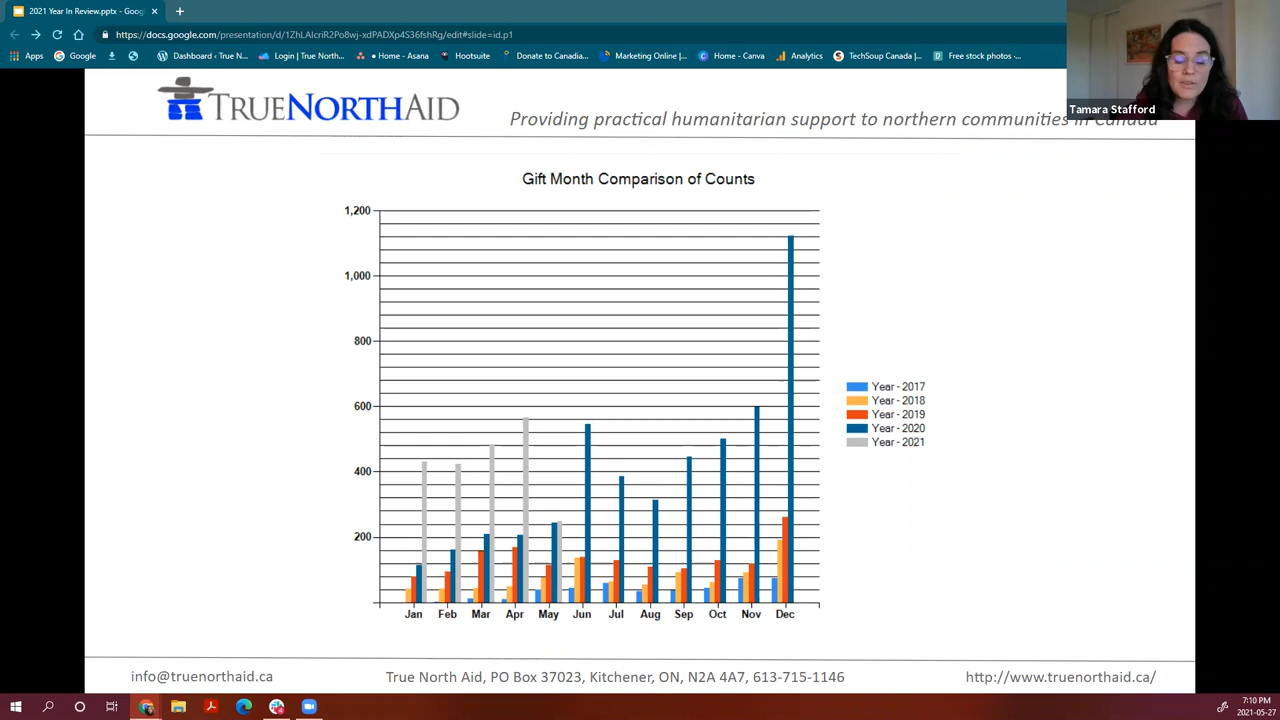 2021 Year In Review.pptx - Goog
https://docs.google.com/presentation/d/1ZhLAlcriR2Po8wj-xdPADXp4S36fshRg/edit#slide=id.p1
Apps Google Dashboard ‹ True N... Login | True North... • Home - Asana Hootsuite Donate to Canadia... Marketing Online |... Home - Canva Analytics TechSoup Canada |... Free stock photos -...
Tamara Stafford
TRUENORTHAID
Providing practical humanitarian support to northern communities in Canada
Gift Month Comparison of Counts
1,200
1,000
800
600
400
200
Jan Feb Mar Apr May Jun Jul Aug Sep Oct Nov Dec
Year - 2017
Year - 2018
Year - 2019
Year - 2020
Year - 2021
info@truenorthaid.ca True North Aid, PO Box 37023, Kitchener, ON, N2A 4A7, 613-715-1146 http://www.truenorthaid.ca/
7:10 PM
2021-05-27